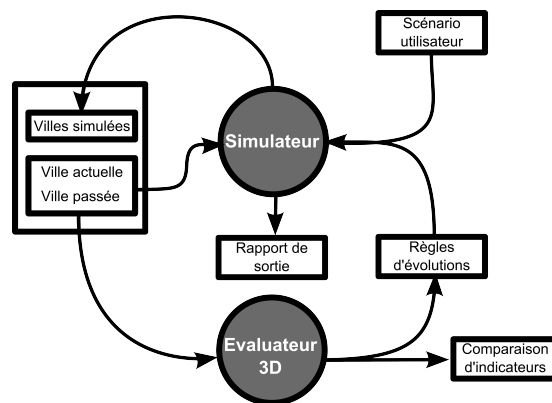 Scénario
utilisateur
Villes simulées
Simulateur
Ville actuelle
Ville passée
Rapport de
sortie
Règles
d'évolutions
Evaluateur
3D
Comparaison
d'indicateurs